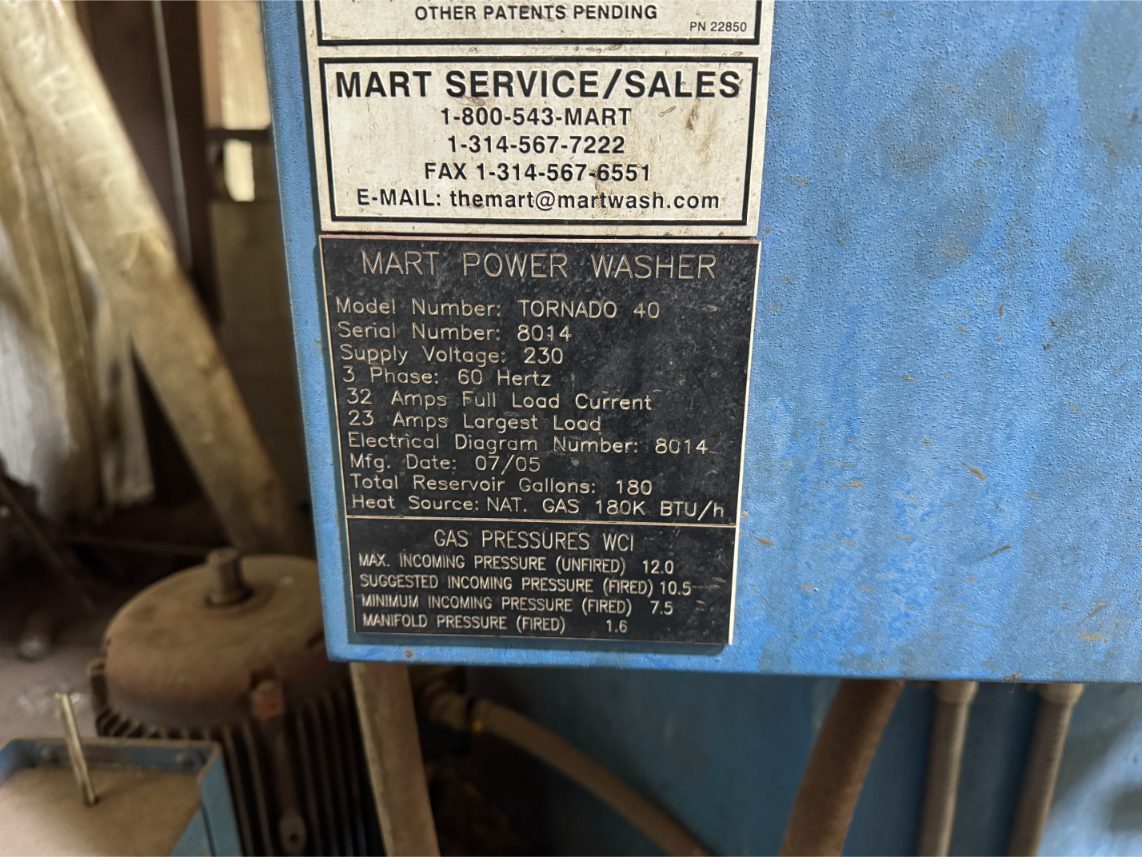 OTHER PATENTS PENDING
PN 22850
MART SERVICE/SALES
1-800-543-MART
1-314-567-7222
FAX 1-314-567-6551
E-MAIL: themart@martwash.com
MART POWER WASHER
Model Number: TORNADO 40
Serial Number: 8014
Supply Voltage: 230
3 Phase: 60 Hertz
32 Amps Full Load Current
23 Amps Largest Load
Electrical Diagram Number: 8014
Mfg. Date: 07/05
Total Reservoir Gallons: 180
Heat Source: NAT. GAS 180K BTU/h
GAS PRESSURES WCI
MAX. INCOMING PRESSURE (UNFIRED) 12.0
SUGGESTED INCOMING PRESSURE (FIRED) 10.5
MINIMUM INCOMING PRESSURE (FIRED) 7.5
MANIFOLD PRESSURE (FIRED) 1.6